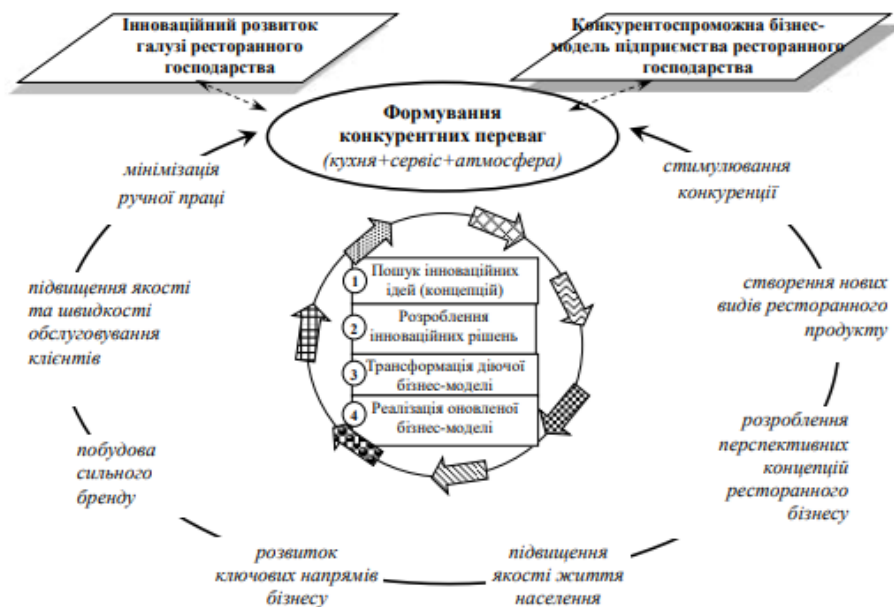 Інноваційний розвиток
галузі ресторанного
господарства
Конкурентоспроможна бізнес-
модель підприємства ресторанного
господарства
Формування
конкурентних переваг
(кухня+сервіс+атмосфера)
мінімізація
ручної праці
стимулювання
конкуренції
підвищення якості
та швидкості
обслуговування
клієнтів
створення нових
видів ресторанного
продукту
1 Пошук інноваційних
ідей (концепцій)
2 Розроблення
інноваційних рішень
3 Трансформація діючої
бізнес-моделі
4 Реалізація оновленої
бізнес-моделі
побудова
сильного
бренду
розроблення
перспективних
концепцій
ресторанного
бізнесу
розвиток
ключових напрямів
бізнесу
підвищення
якості життя
населення